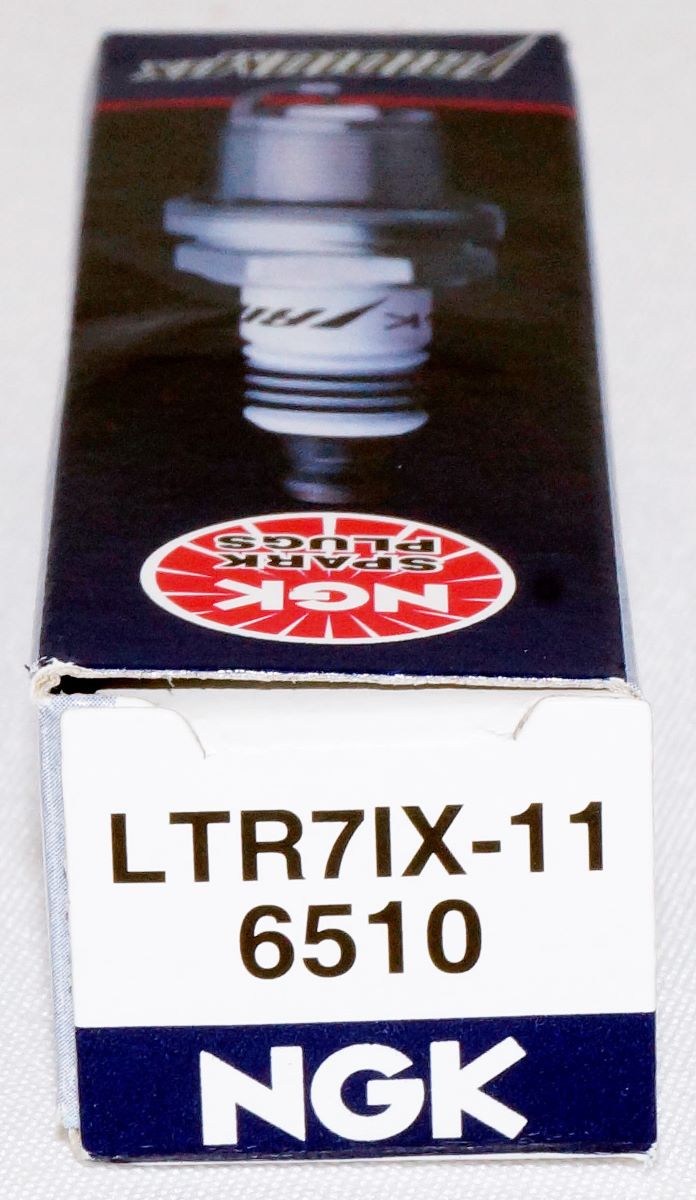 NGK
SPARK
PLUGS
LTR7IX-11
6510
NGK